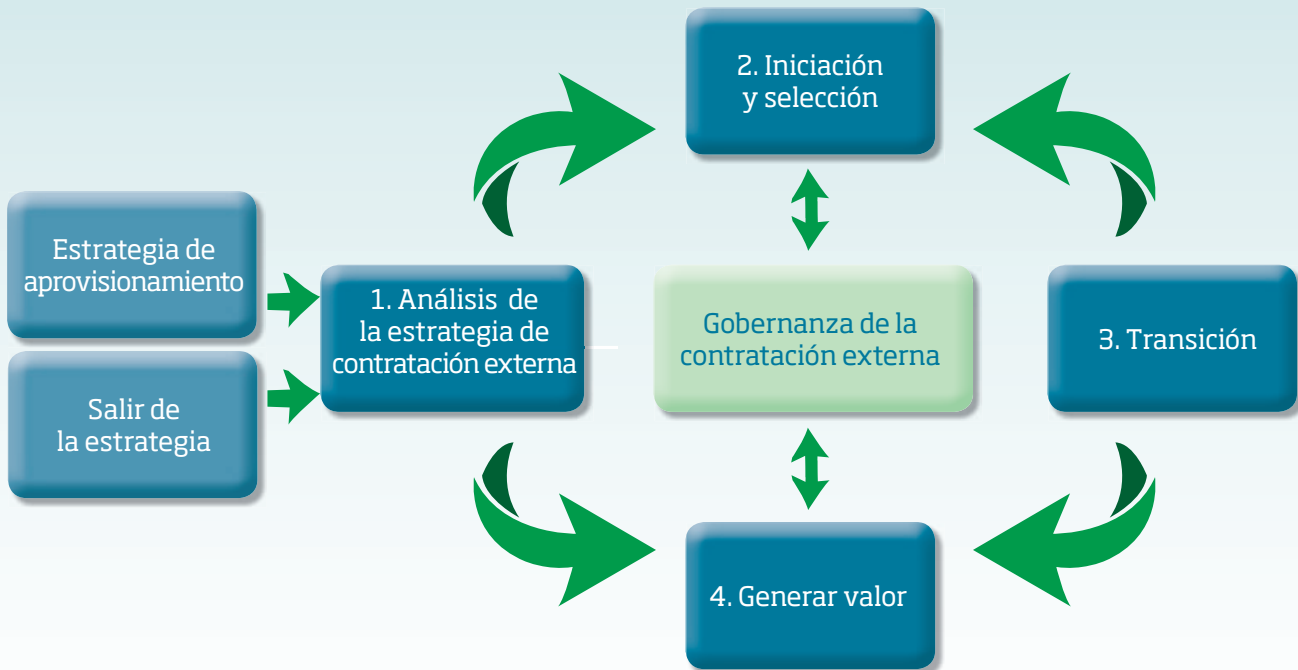 2. Iniciación
y selección
Estrategia de
aprovisionamiento
1. Análisis de
la estrategia de
contratación externa
Gobernanza de la
contratación externa
3. Transición
Salir de
la estrategia
4. Generar valor